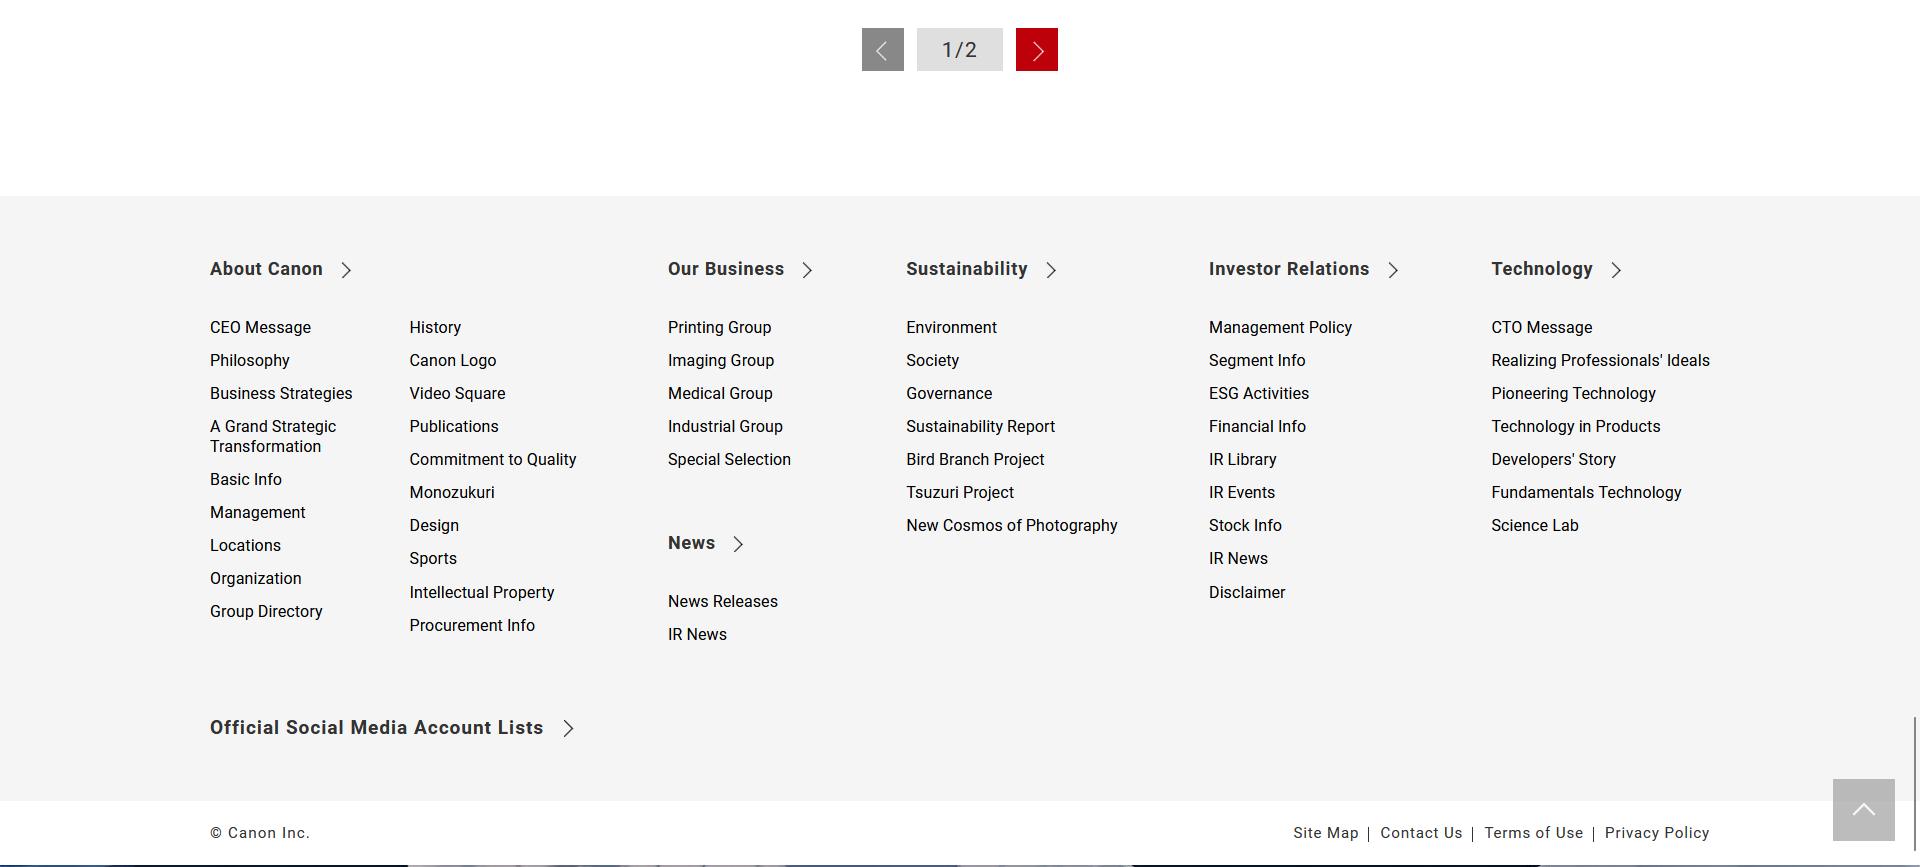 1/2
About Canon
CEO Message
Philosophy
Business Strategies
A Grand Strategic
Transformation
Basic Info
Management
Locations
Organization
Group Directory
History
Canon Logo
Video Square
Publications
Commitment to Quality
Monozukuri
Design
Sports
Intellectual Property
Procurement Info
Our Business
Printing Group
Imaging Group
Medical Group
Industrial Group
Special Selection
News
News Releases
IR News
Sustainability
Environment
Society
Governance
Sustainability Report
Bird Branch Project
Tsuzuri Project
New Cosmos of Photography
Investor Relations
Management Policy
Segment Info
ESG Activities
Financial Info
IR Library
IR Events
Stock Info
IR News
Disclaimer
Technology
CTO Message
Realizing Professionals' Ideals
Pioneering Technology
Technology in Products
Developers' Story
Fundamentals Technology
Science Lab
Official Social Media Account Lists
© Canon Inc.
Site Map | Contact Us | Terms of Use | Privacy Policy